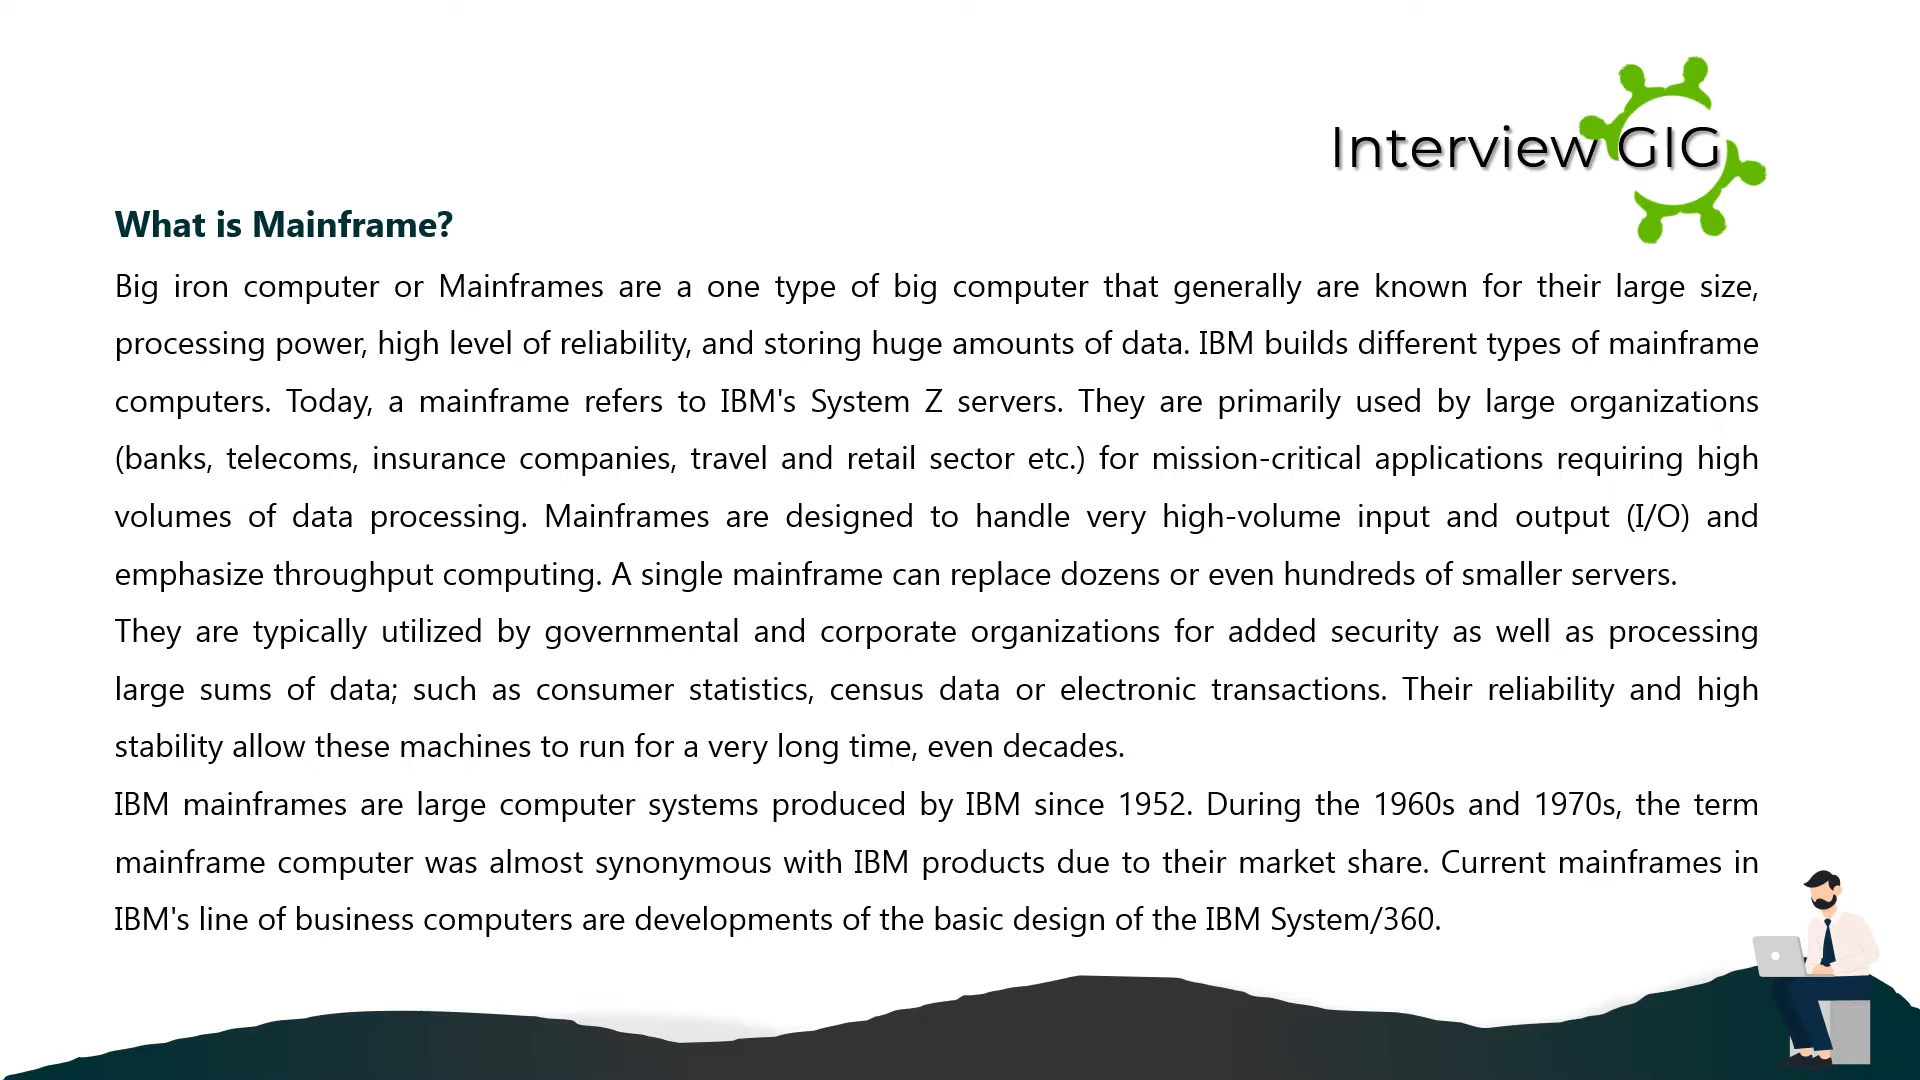 Interview GIG
What is Mainframe?
Big iron computer or Mainframes are a one type of big computer that generally are known for their large size,
processing power, high level of reliability, and storing huge amounts of data. IBM builds different types of mainframe
computers. Today, a mainframe refers to IBM's System Z servers. They are primarily used by large organizations
(banks, telecoms, insurance companies, travel and retail sector etc.) for mission-critical applications requiring high
volumes of data processing. Mainframes are designed to handle very high-volume input and output (I/O) and
emphasize throughput computing. A single mainframe can replace dozens or even hundreds of smaller servers.
They are typically utilized by governmental and corporate organizations for added security as well as processing
large sums of data; such as consumer statistics, census data or electronic transactions. Their reliability and high
stability allow these machines to run for a very long time, even decades.
IBM mainframes are large computer systems produced by IBM since 1952. During the 1960s and 1970s, the term
mainframe computer was almost synonymous with IBM products due to their market share. Current mainframes in
IBM's line of business computers are developments of the basic design of the IBM System/360.